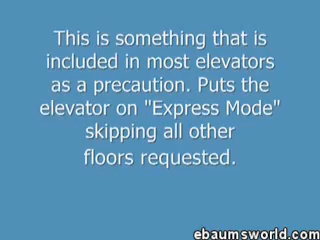 This is something that is
included in most elevators
as a precaution. Puts the
elevator on "Express Mode"
skipping all other
floors requested.
ebaumsworld.com